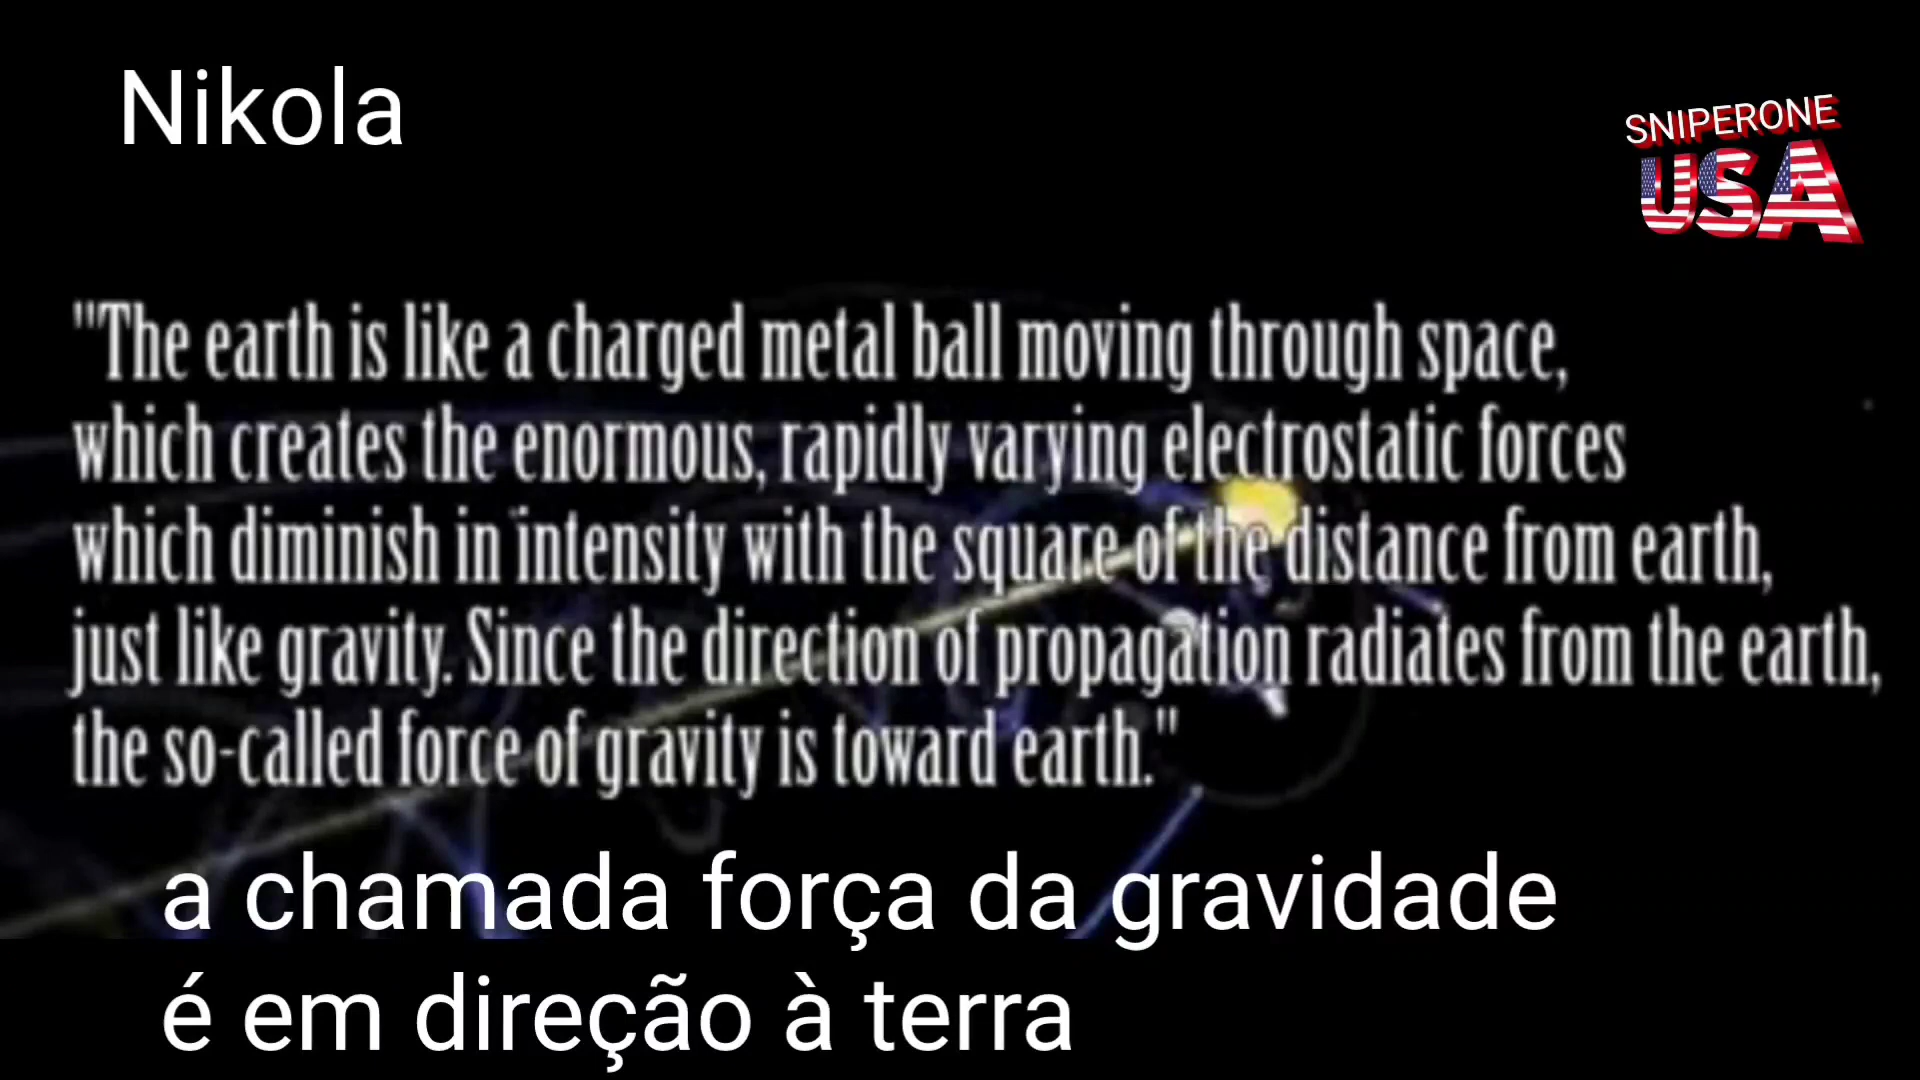 Nikola
SNIPERONE
USA
"The earth is like a charged metal ball moving through space,
which creates the enormous, rapidly varying electrostatic forces
which diminish in intensity with the square of the distance from earth,
just like gravity. Since the direction of propagation radiates from the earth,
the so-called force of gravity is toward earth."
a chamada força da gravidade
é em direção à terra